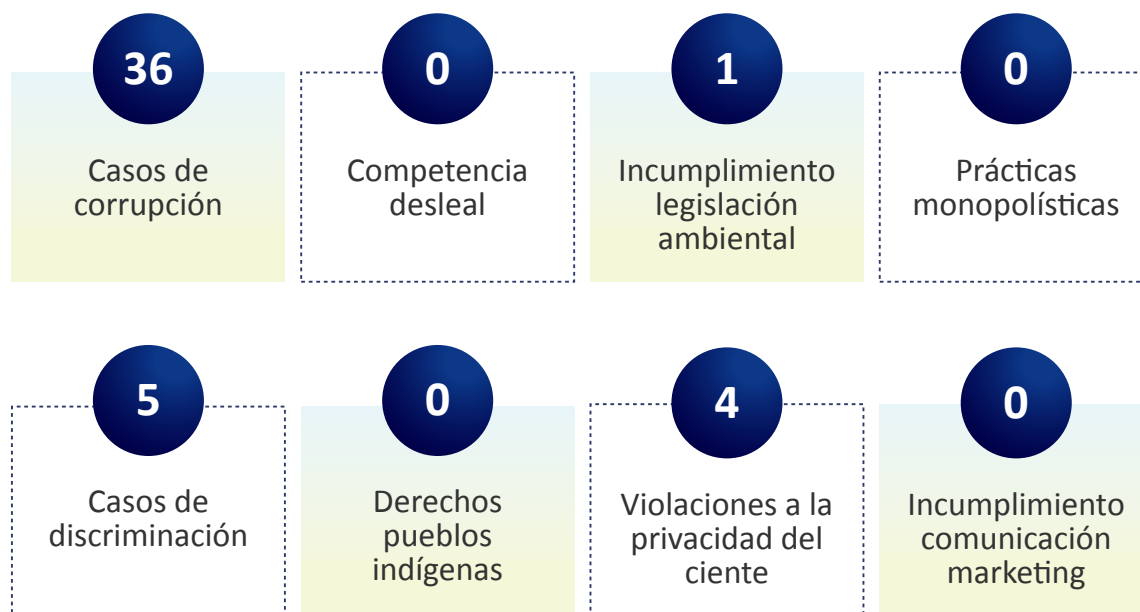 36
Casos de
corrupción
0
Competencia
desleal
1
Incumplimiento
legislación
ambiental
0
Prácticas
monopolísticas
5
Casos de
discriminación
0
Derechos
pueblos
indígenas
4
Violaciones a la
privacidad del
ciente
0
Incumplimiento
comunicación
marketing